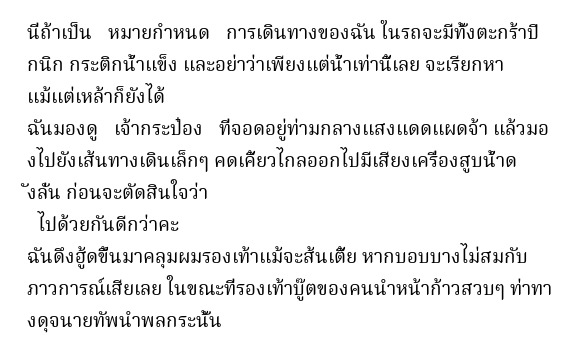 นี่ถ้าเป็น หมายกำหนด การเดินทางของฉัน ในรถจะมีทั้งตะกร้าปิ
กนิก กระติกน้ำแข็ง และอย่าว่าเพียงแต่น้ำเท่านี้เลย จะเรียกหา
แม้แต่เหล้าก็ยังได้
ฉันมองดู เจ้ากระป๋อง ที่จอดอยู่ท่ามกลางแสงแดดแผดจ้า แล้วมอ
งไปยังเส้นทางเดินเล็กๆ คดเคี้ยวไกลออกไปมีเสียงเครื่องสูบน้ำด
ังลั่น ก่อนจะตัดสินใจว่า
ไปด้วยกันดีกว่าคะ
ฉันดึงฮู้ดขึ้นมาคลุมผมรองเท้าแม้จะส้นเตี้ย หากบอบบางไม่สมกับ
ภาวการณ์เสียเลย ในขณะที่รองเท้าบู๊ตของคนนำหน้าก้าวสวบๆ ท่าทา
งดุจนายทัพนำพลกระนั้น